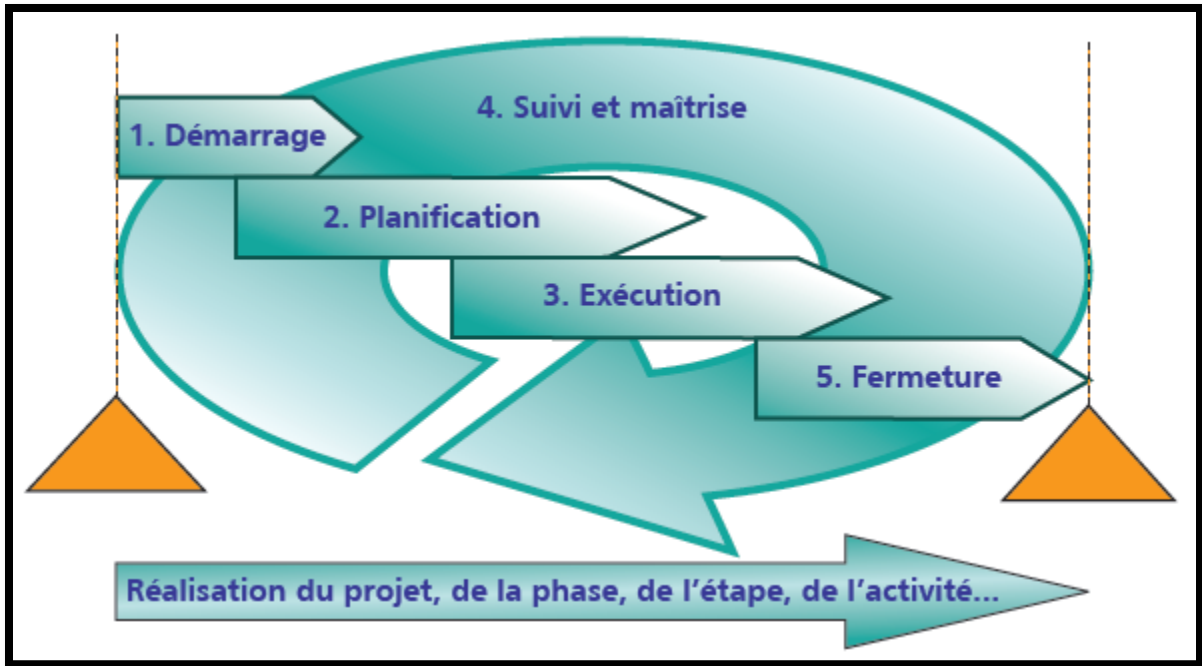 4. Suivi et maîtrise
1. Démarrage
2. Planification
3. Exécution
5. Fermeture
Réalisation du projet, de la phase, de l’étape, de l’activité...